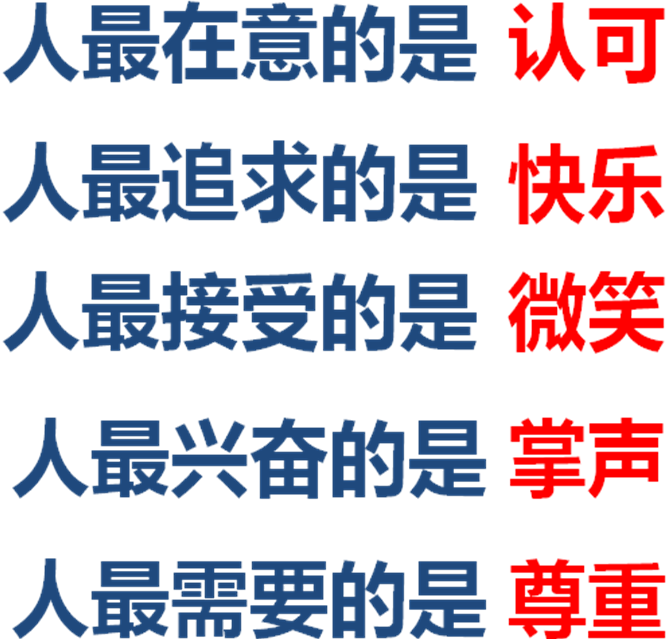 人最在意的是 认可
人最追求的是 快乐
人最接受的是 微笑
人最兴奋的是 掌声
人最需要的是 尊重